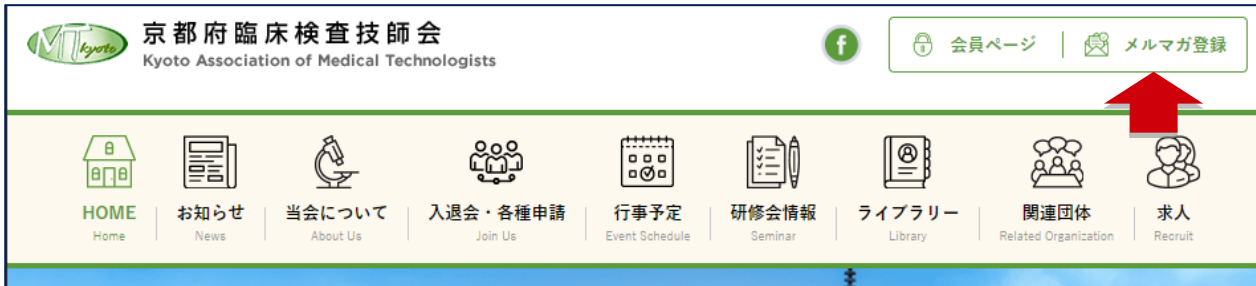 MT kyoto
京都府臨床検査技師会
Kyoto Association of Medical Technologists
f
会員ページ
メルマガ登録
HOME
Home
お知らせ
News
当会について
About Us
入退会・各種申請
Join Us
行事予定
Event Schedule
研修会情報
Seminar
ライブラリー
Library
関連団体
Related Organization
求人
Recruit